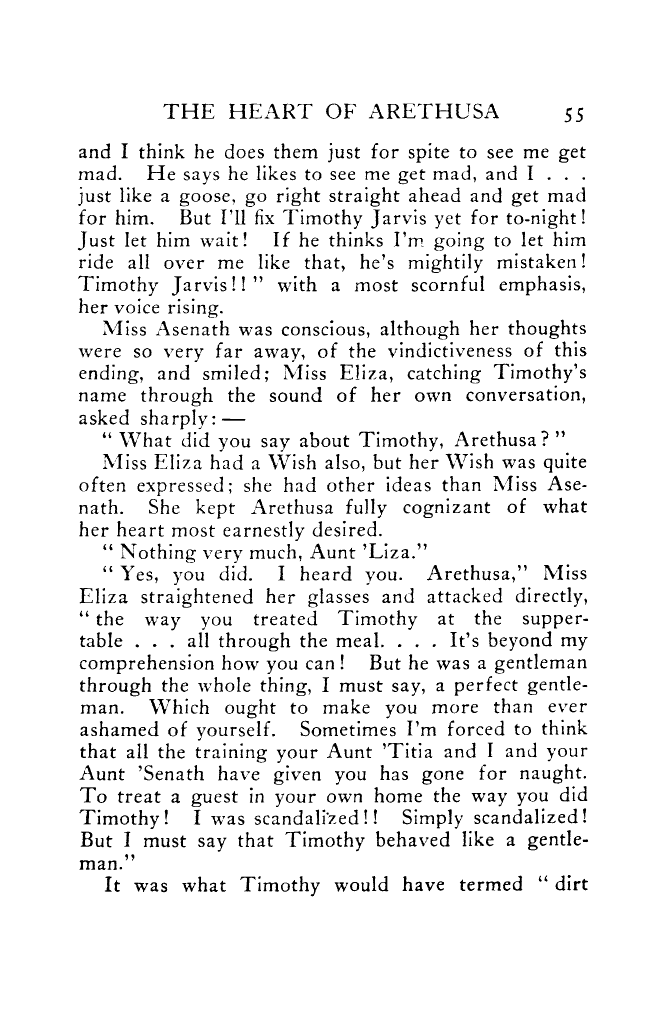 THE HEART OF ARETHUSA 55
and I think he does them just for spite to see me get
mad. He says he likes to see me get mad, and I . . .
just like a goose, go right straight ahead and get mad
for him. But I'll fix Timothy Jarvis yet for to-night!
Just let him wait! If he thinks I'm going to let him
ride all over me like that, he's mightily mistaken!
Timothy Jarvis!!" with a most scornful emphasis,
her voice rising.
Miss Asenath was conscious, although her thoughts
were so very far away, of the vindictiveness of this
ending, and smiled; Miss Eliza, catching Timothy's
name through the sound of her own conversation,
asked sharply:—
"What did you say about Timothy, Arethusa?"
Miss Eliza had a Wish also, but her Wish was quite
often expressed; she had other ideas than Miss Ase-
nath. She kept Arethusa fully cognizant of what
her heart most earnestly desired.
"Nothing very much, Aunt 'Liza."
"Yes, you did. I heard you. Arethusa," Miss
Eliza straightened her glasses and attacked directly,
"the way you treated Timothy at the supper-
table . . . all through the meal. . . . It's beyond my
comprehension how you can! But he was a gentleman
through the whole thing, I must say, a perfect gentle-
man. Which ought to make you more than ever
ashamed of yourself. Sometimes I'm forced to think
that all the training your Aunt 'Titia and I and your
Aunt 'Senath have given you has gone for naught.
To treat a guest in your own home the way you did
Timothy! I was scandalized!! Simply scandalized!
But I must say that Timothy behaved like a gentle-
man."
It was what Timothy would have termed "dirt